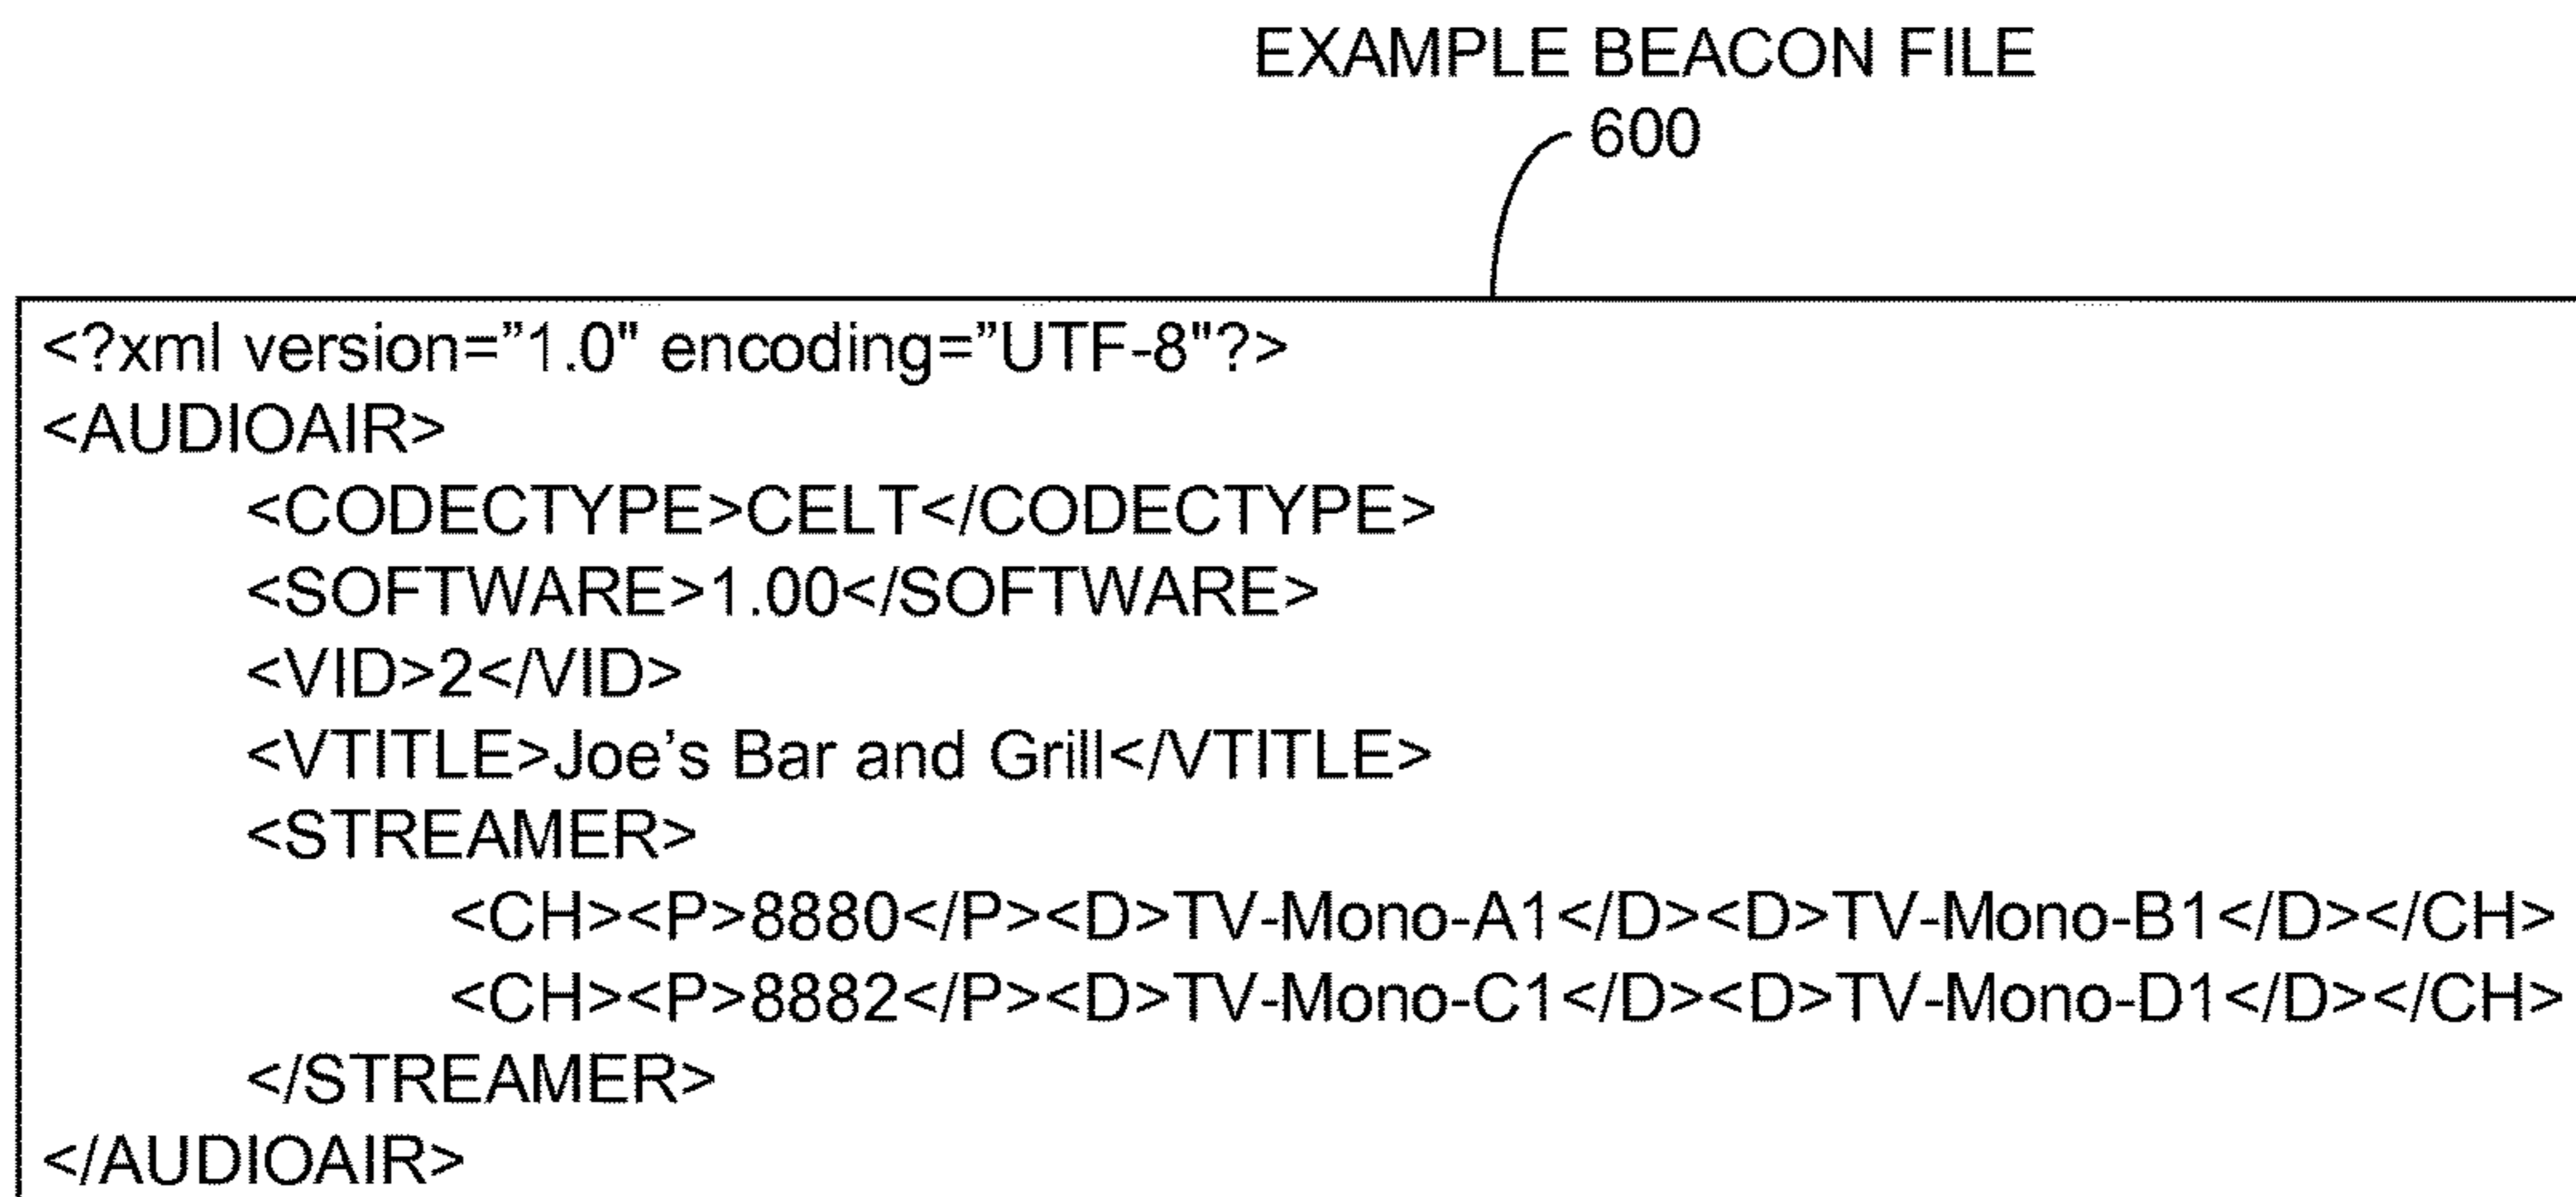 EXAMPLE BEACON FILE
600
<?xml version=”1.0" encoding=”UTF-8"?>
<AUDIOAIR>
<CODECTYPE>CELT</CODECTYPE>
<SOFTWARE>1.00</SOFTWARE>
<VID>2</VID>
<VTITLE>Joe’s Bar and Grill</VTITLE>
<STREAMER>
<CH><P>8880</P><D>TV-Mono-A1</D><D>TV-Mono-B1</D></CH>
<CH><P>8882</P><D>TV-Mono-C1</D><D>TV-Mono-D1</D></CH>
</STREAMER>
</AUDIOAIR>